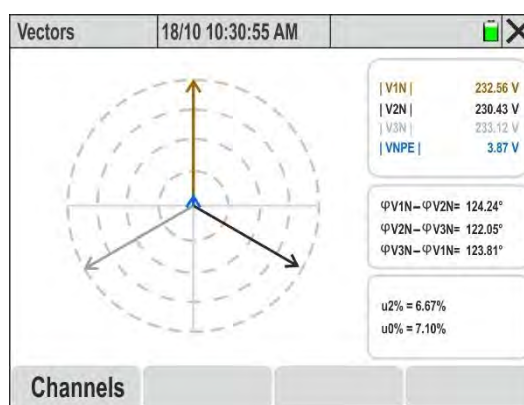 Vectors 18/10 10:30:55 AM
| V1N | 232.56 V
| V2N | 230.43 V
| V3N | 233.12 V
| VNPE | 3.87 V
φV1N–φV2N= 124.24°
φV2N–φV3N= 122.05°
φV3N–φV1N= 123.81°
u2% = 6.67%
u0% = 7.10%
Channels